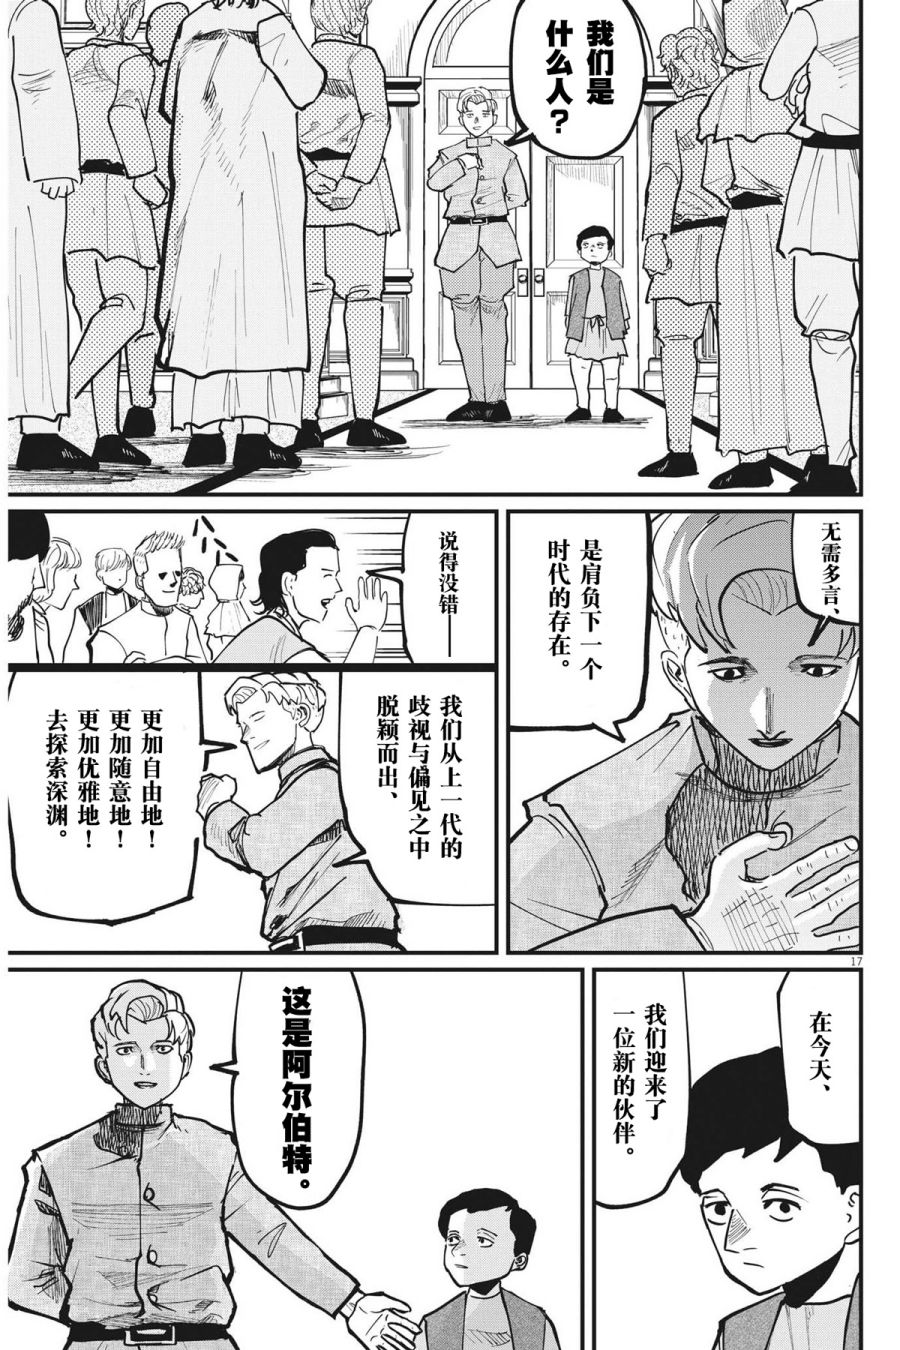 我们是
什么人？
无需多言、
是肩负下一个
时代的存在。
说得没错——
我们从上一代的
歧视与偏见之中
脱颖而出、
更加自由地！
更加随意地！
更加优雅地！
去探索深渊。
17
在今天、
我们迎来了
一位新的伙伴。
这是阿尔伯特。